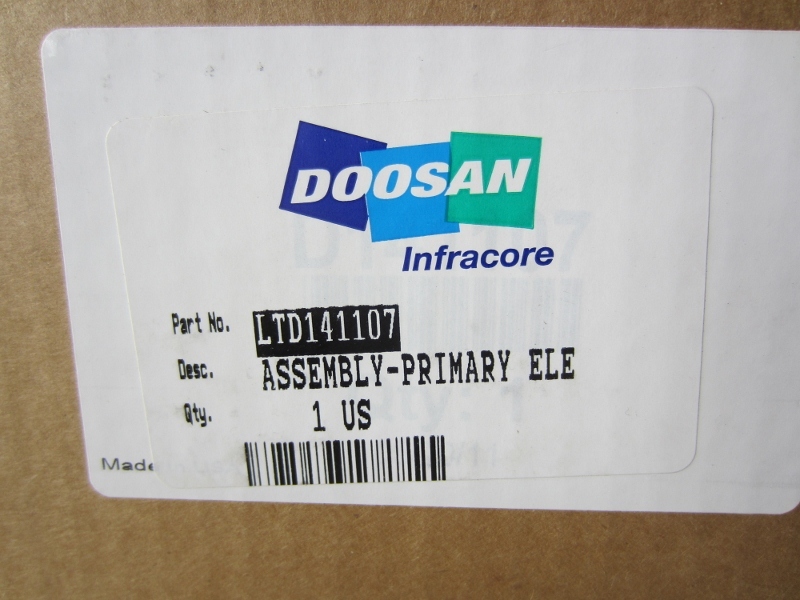 DOOSAN
Infracore
Part No. LTD141107
Desc. ASSEMBLY-PRIMARY ELE
Qty. 1 US
Made